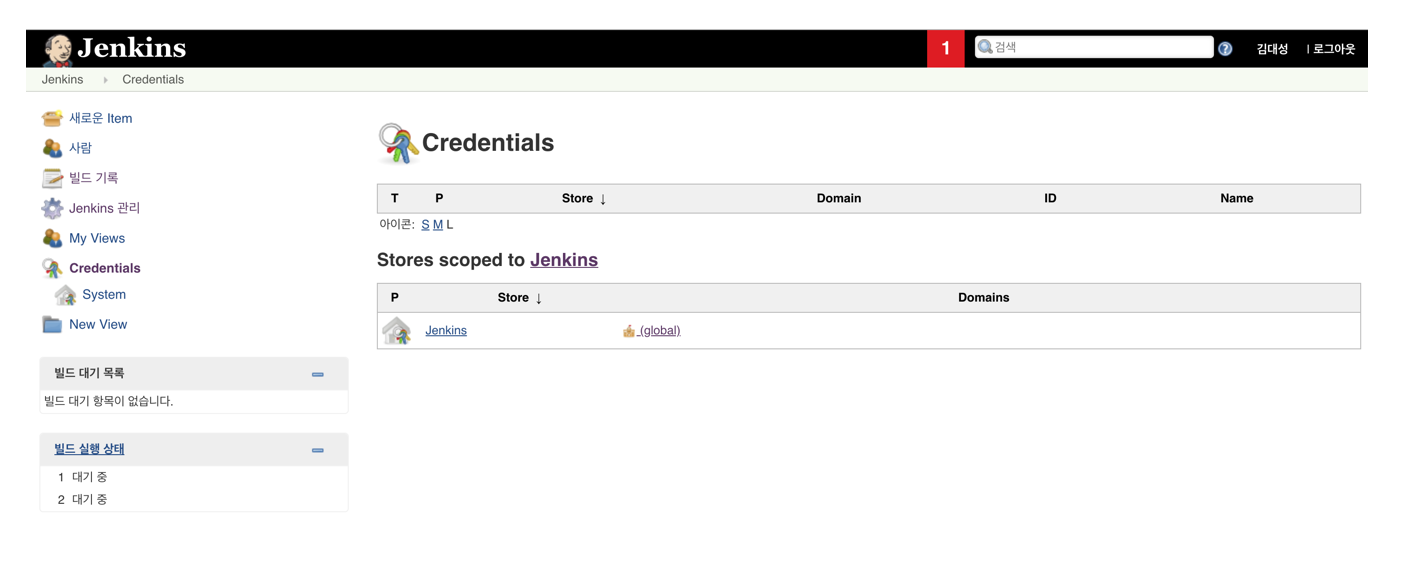 Jenkins
1
검색
김대성
| 로그아웃
Jenkins
Credentials
새로운 Item
사람
빌드 기록
Jenkins 관리
My Views
Credentials
System
New View
빌드 대기 목록
빌드 대기 항목이 없습니다.
빌드 실행 상태
1 대기 중
2 대기 중
Credentials
T P Store ↓ Domain ID Name
아이콘: S M L
Stores scoped to Jenkins
P Store ↓ Domains
Jenkins (global)